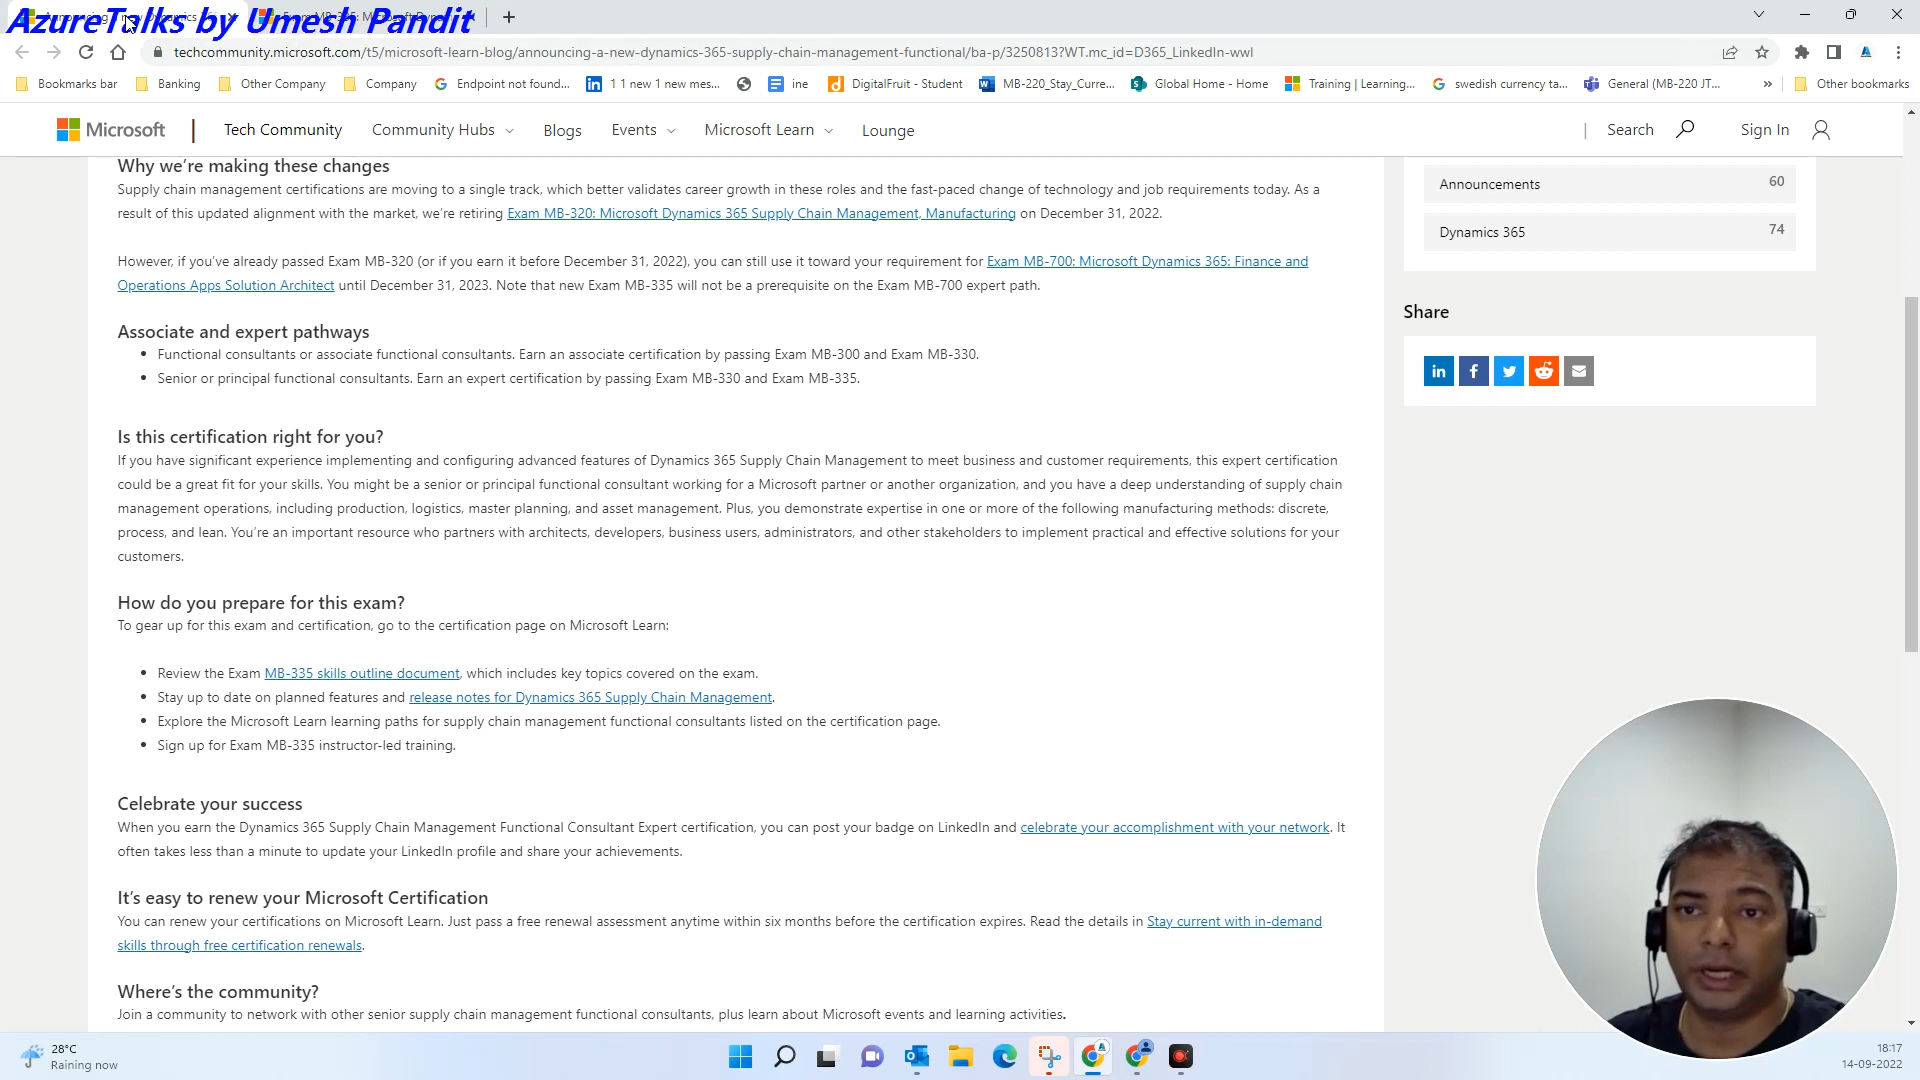 AzureTalks by Umesh Pandit
techcommunity.microsoft.com/t5/microsoft-learn-blog/announcing-a-new-dynamics-365-supply-chain-management-functional/ba-p/3250813?WT.mc_id=D365_LinkedIn-wwl
Bookmarks bar
Banking
Other Company
Company
Endpoint not found...
1 1 new 1 new mes...
ine
DigitalFruit - Student
MB-220_Stay_Curre...
Global Home - Home
Training | Learning...
swedish currency ta...
General (MB-220 JT...
»
Other bookmarks
Microsoft
Tech Community
Community Hubs
Blogs
Events
Microsoft Learn
Lounge
Search
Sign In
Why we're making these changes
Supply chain management certifications are moving to a single track, which better validates career growth in these roles and the fast-paced change of technology and job requirements today. As a
result of this updated alignment with the market, we're retiring Exam MB-320: Microsoft Dynamics 365 Supply Chain Management, Manufacturing on December 31, 2022.
However, if you've already passed Exam MB-320 (or if you earn it before December 31, 2022), you can still use it toward your requirement for Exam MB-700: Microsoft Dynamics 365: Finance and
Operations Apps Solution Architect until December 31, 2023. Note that new Exam MB-335 will not be a prerequisite on the Exam MB-700 expert path.
Associate and expert pathways
• Functional consultants or associate functional consultants. Earn an associate certification by passing Exam MB-300 and Exam MB-330.
• Senior or principal functional consultants. Earn an expert certification by passing Exam MB-330 and Exam MB-335.
Is this certification right for you?
If you have significant experience implementing and configuring advanced features of Dynamics 365 Supply Chain Management to meet business and customer requirements, this expert certification
could be a great fit for your skills. You might be a senior or principal functional consultant working for a Microsoft partner or another organization, and you have a deep understanding of supply chain
management operations, including production, logistics, master planning, and asset management. Plus, you demonstrate expertise in one or more of the following manufacturing methods: discrete,
process, and lean. You're an important resource who partners with architects, developers, business users, administrators, and other stakeholders to implement practical and effective solutions for your
customers.
How do you prepare for this exam?
To gear up for this exam and certification, go to the certification page on Microsoft Learn:
• Review the Exam MB-335 skills outline document, which includes key topics covered on the exam.
• Stay up to date on planned features and release notes for Dynamics 365 Supply Chain Management.
• Explore the Microsoft Learn learning paths for supply chain management functional consultants listed on the certification page.
• Sign up for Exam MB-335 instructor-led training.
Celebrate your success
When you earn the Dynamics 365 Supply Chain Management Functional Consultant Expert certification, you can post your badge on LinkedIn and celebrate your accomplishment with your network. It
often takes less than a minute to update your LinkedIn profile and share your achievements.
It's easy to renew your Microsoft Certification
You can renew your certifications on Microsoft Learn. Just pass a free renewal assessment anytime within six months before the certification expires. Read the details in Stay current with in-demand
skills through free certification renewals.
Where's the community?
Join a community to network with other senior supply chain management functional consultants, plus learn about Microsoft events and learning activities.
Announcements 60
Dynamics 365 74
Share
28°C
Raining now
18:17
14-09-2022